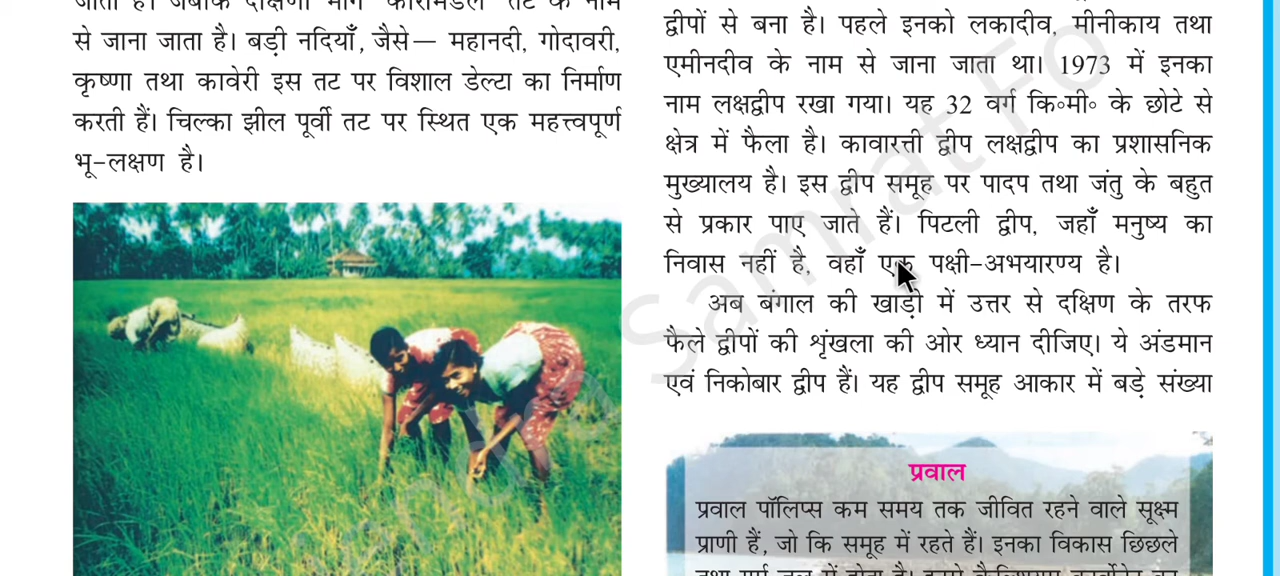 से जाना जाता है। बड़ी नदियाँ, जैसे— महानदी, गोदावरी,
कृष्णा तथा कावेरी इस तट पर विशाल डेल्टा का निर्माण
करती हैं। चिल्का झील पूर्वी तट पर स्थित एक महत्त्वपूर्ण
भू-लक्षण है।
द्वीपों से बना है। पहले इनको लकादीव, मीनीकाय तथा
एमीनदीव के नाम से जाना जाता था। 1973 में इनका
नाम लक्षद्वीप रखा गया। यह 32 वर्ग कि॰मी॰ के छोटे से
क्षेत्र में फैला है। कावारत्ती द्वीप लक्षद्वीप का प्रशासनिक
मुख्यालय है। इस द्वीप समूह पर पादप तथा जंतु के बहुत
से प्रकार पाए जाते हैं। पिटली द्वीप, जहाँ मनुष्य का
निवास नहीं है, वहाँ एक पक्षी-अभयारण्य है।
अब बंगाल की खाड़ी में उत्तर से दक्षिण के तरफ
फैले द्वीपों की शृंखला की ओर ध्यान दीजिए। ये अंडमान
एवं निकोबार द्वीप हैं। यह द्वीप समूह आकार में बड़े संख्या
प्रवाल
प्रवाल पॉलिप्स कम समय तक जीवित रहने वाले सूक्ष्म
प्राणी हैं, जो कि समूह में रहते हैं। इनका विकास छिछले